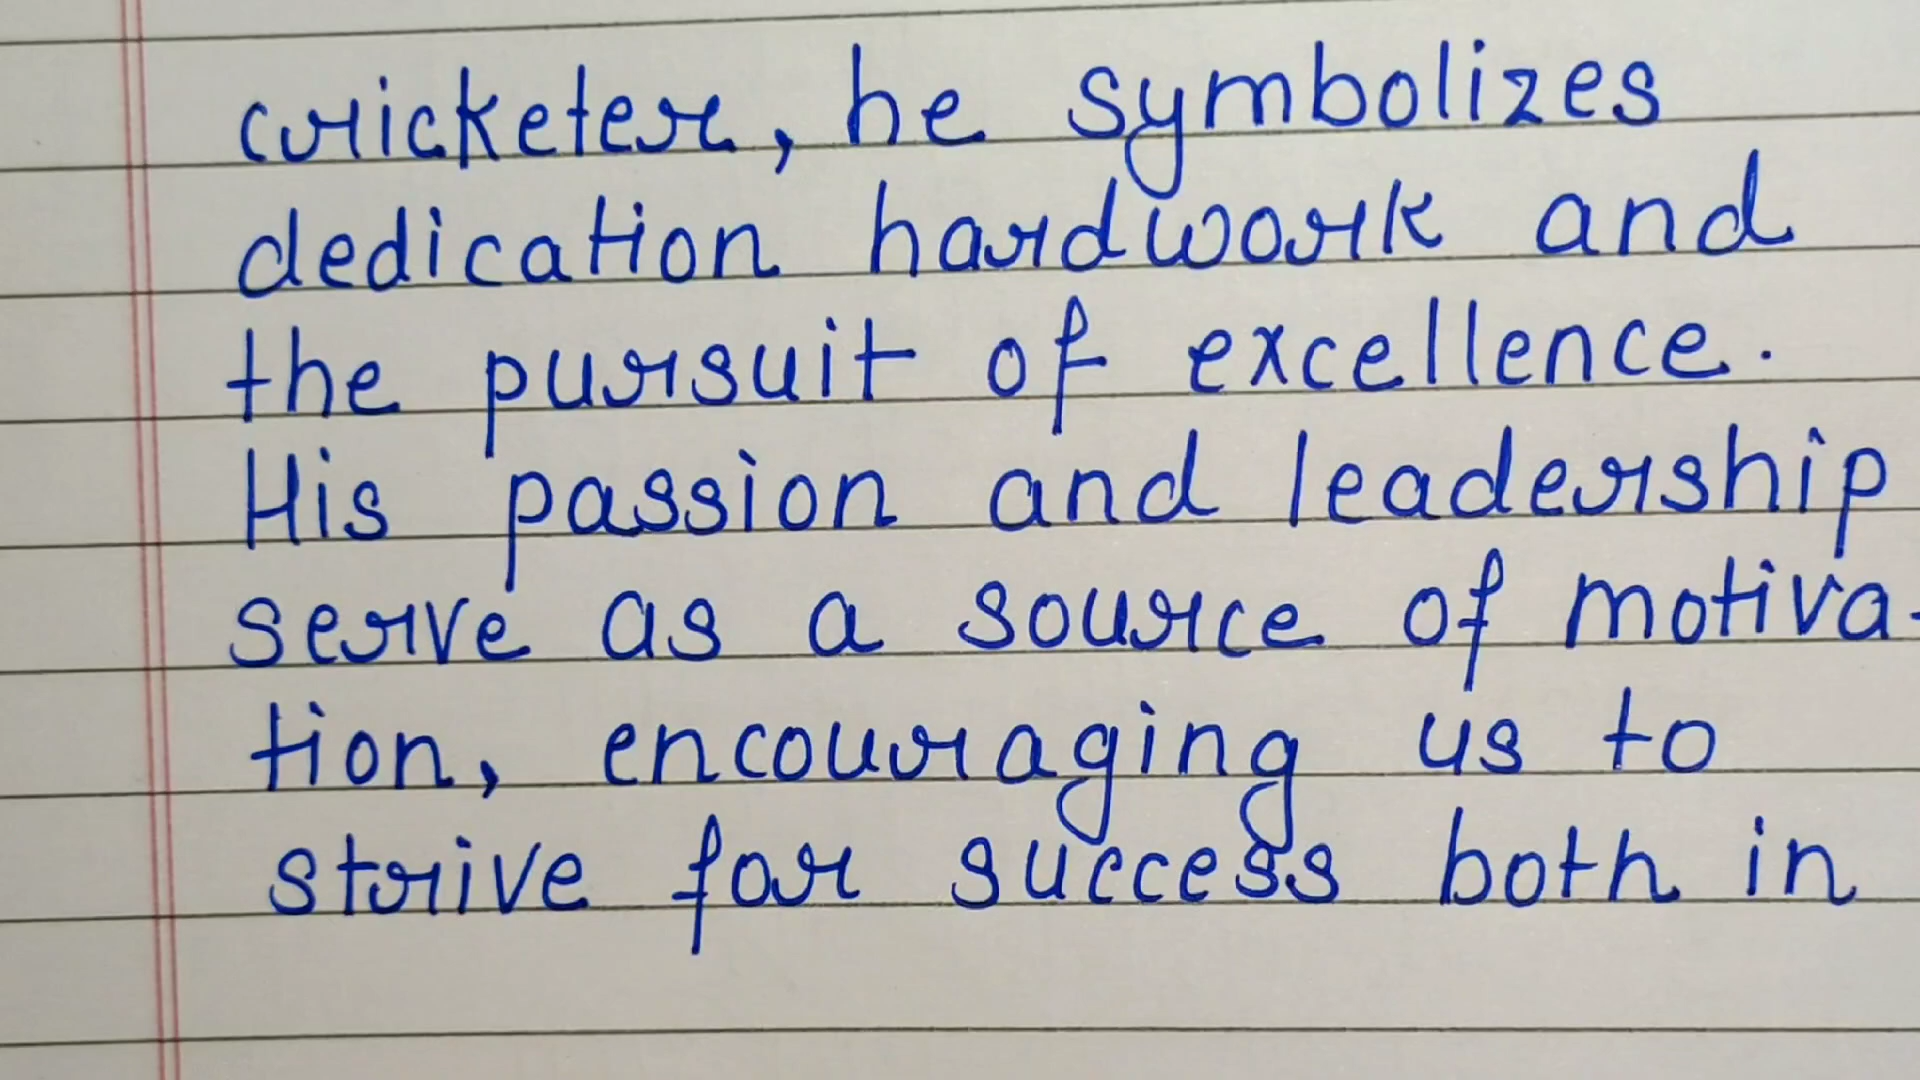 cricketer, he symbolizes
dedication hardwork and
the pursuit of excellence.
His passion and leadership
serve as a source of motiva-
tion, encouraging us to
strive for success both in